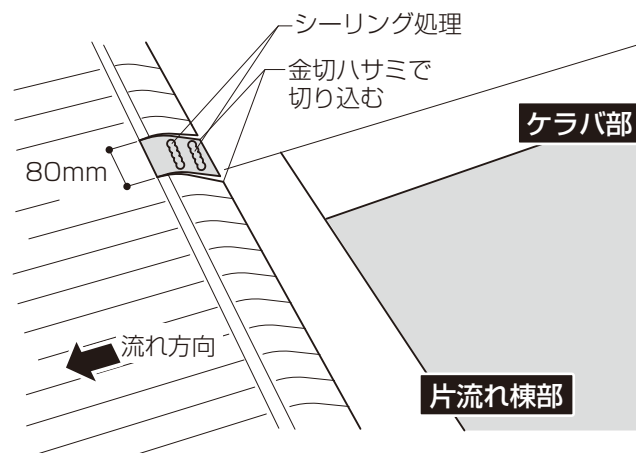 シーリング処理
金切ハサミで
切り込む
ケラバ部
80mm
流れ方向
片流れ棟部